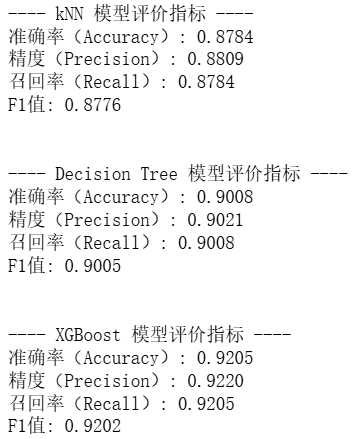 ---- kNN 模型评价指标 ----
准确率（Accuracy）: 0.8784
精度（Precision）: 0.8809
召回率（Recall）: 0.8784
F1值: 0.8776
---- Decision Tree 模型评价指标 ----
准确率（Accuracy）: 0.9008
精度（Precision）: 0.9021
召回率（Recall）: 0.9008
F1值: 0.9005
---- XGBoost 模型评价指标 ----
准确率（Accuracy）: 0.9205
精度（Precision）: 0.9220
召回率（Recall）: 0.9205
F1值: 0.9202